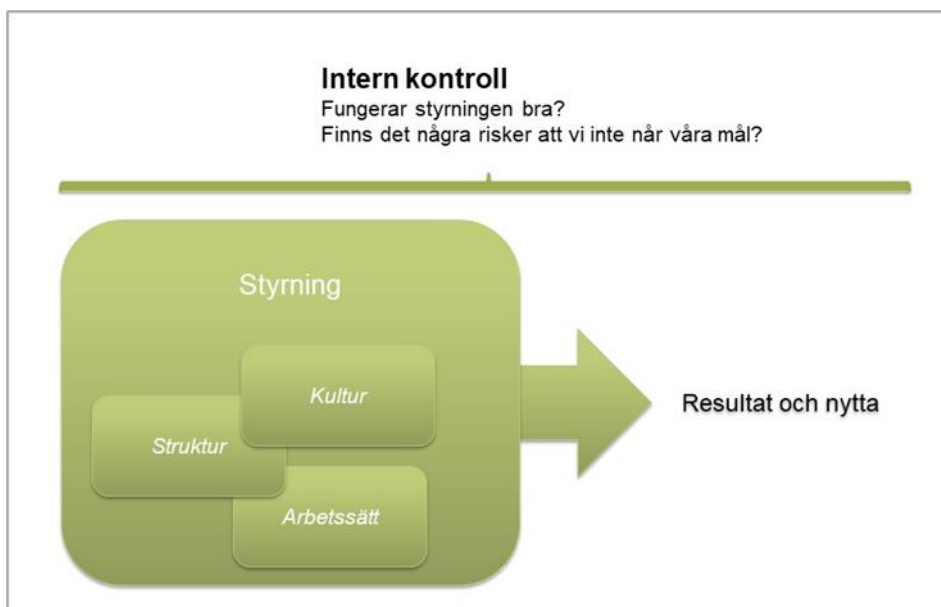 Intern kontroll
Fungerar styrningen bra?
Finns det några risker att vi inte når våra mål?
Styrning
Kultur
Struktur
Arbetssätt
Resultat och nytta